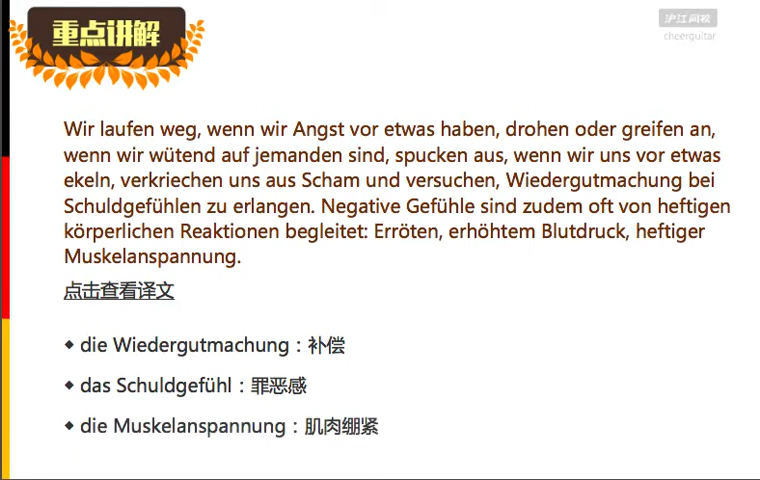 重点讲解
沪江网校
cheerguitar
Wir laufen weg, wenn wir Angst vor etwas haben, drohen oder greifen an,
wenn wir wütend auf jemanden sind, spucken aus, wenn wir uns vor etwas
ekeln, verkriechen uns aus Scham und versuchen, Wiedergutmachung bei
Schuldgefühlen zu erlangen. Negative Gefühle sind zudem oft von heftigen
körperlichen Reaktionen begleitet: Erröten, erhöhtem Blutdruck, heftiger
Muskelanspannung.
点击查看译文
◆ die Wiedergutmachung：补偿
◆ das Schuldgefühl：罪恶感
◆ die Muskelanspannung：肌肉绷紧